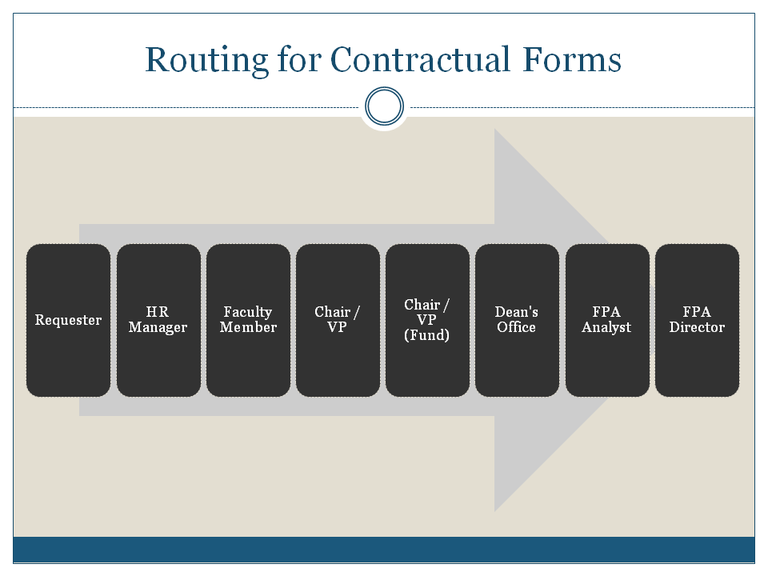 Routing for Contractual Forms
Requester
HR
Manager
Faculty
Member
Chair /
VP
Chair /
VP
(Fund)
Dean's
Office
FPA
Analyst
FPA
Director